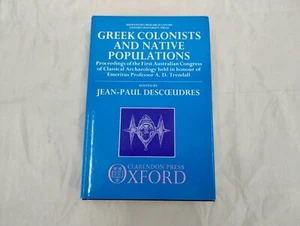 GREEK COLONISTS
AND NATIVE
POPULATIONS
Proceedings of the First Australian Congress
of Classical Archaeology held in honour of
Emeritus Professor A. D. Trendall
EDITED BY
JEAN-PAUL DESCŒUDRES
CLARENDON PRESS
OXFORD